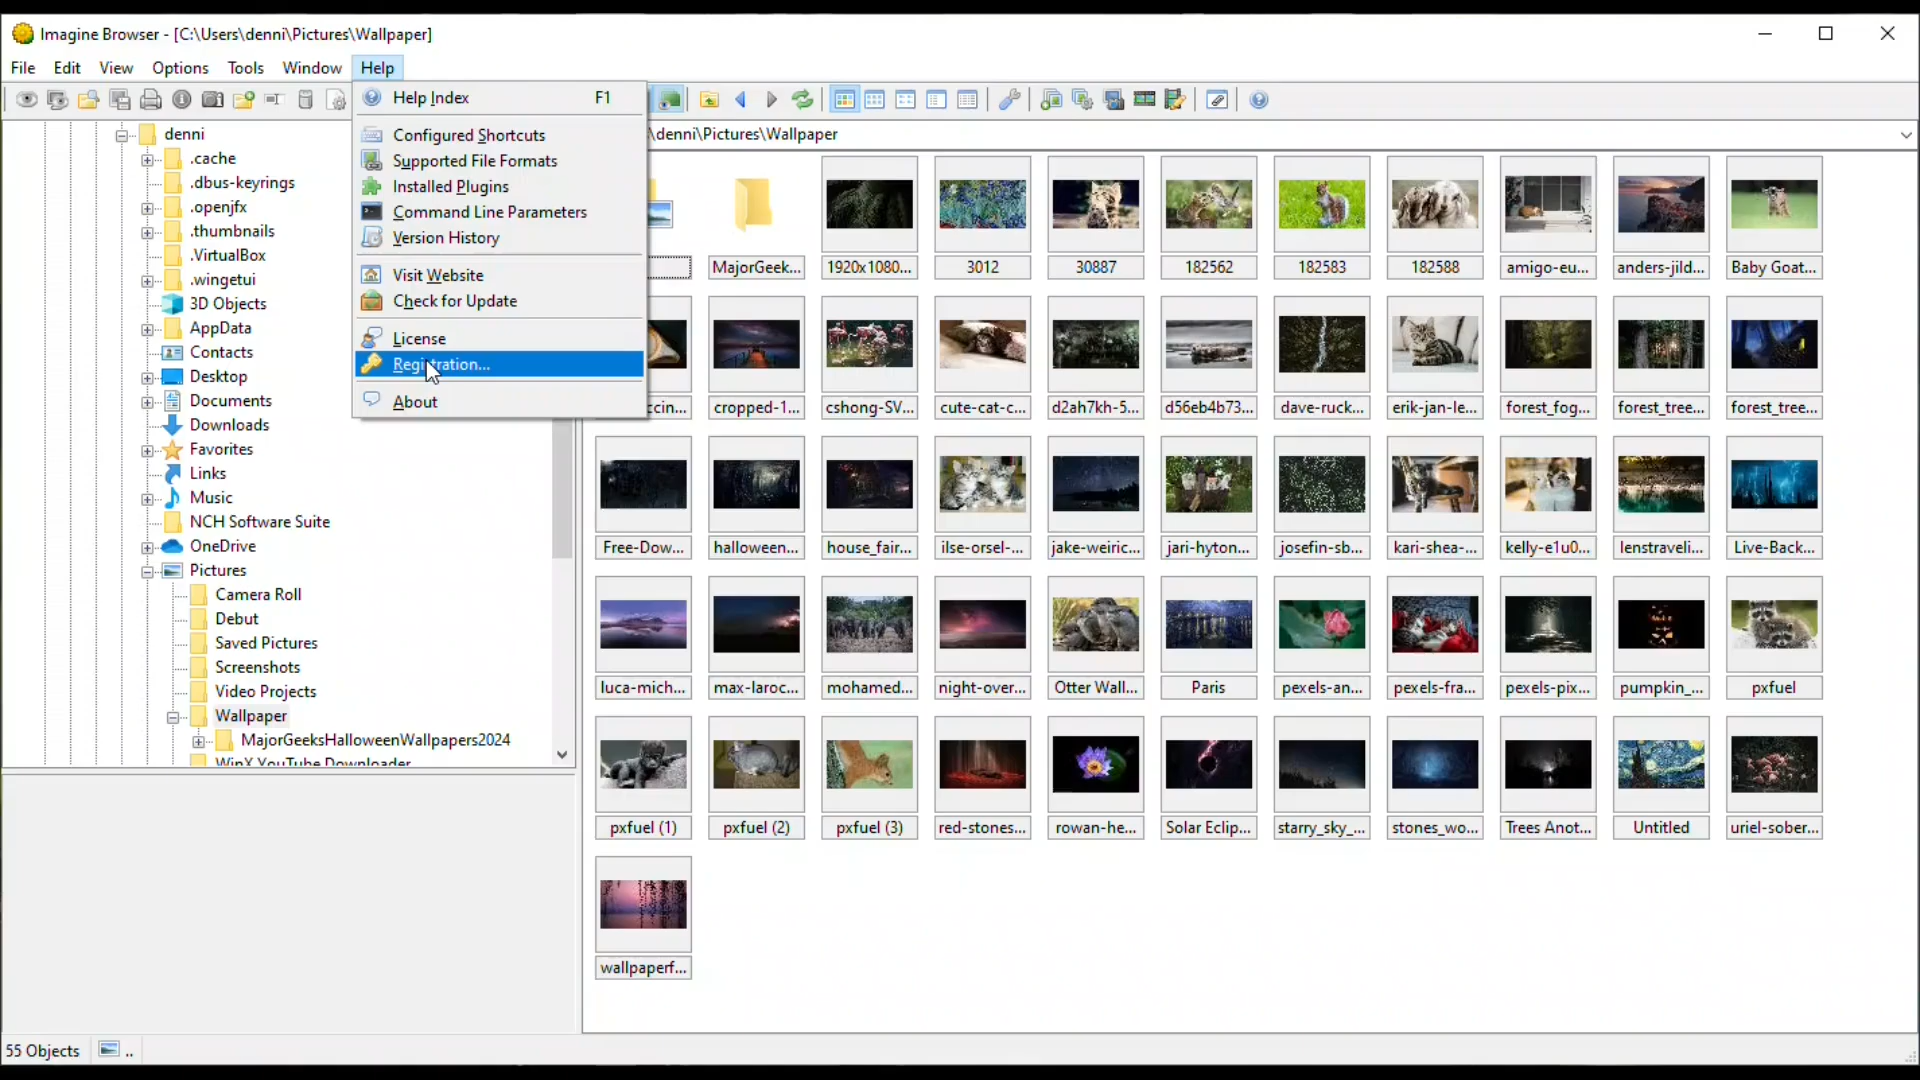 Imagine Browser - [C:\Users\denni\Pictures\Wallpaper]
File Edit View Options Tools Window Help
Help Index F1
Configured Shortcuts
Supported File Formats
Installed Plugins
Command Line Parameters
Version History
Visit Website
Check for Update
License
Registration...
About
\denni\Pictures\Wallpaper
denni
.cache
.dbus-keyrings
.openjfx
.thumbnails
.VirtualBox
.wingetui
3D Objects
AppData
Contacts
Desktop
Documents
Downloads
Favorites
Links
Music
NCH Software Suite
OneDrive
Pictures
Camera Roll
Debut
Saved Pictures
Screenshots
Video Projects
Wallpaper
MajorGeeksHalloweenWallpapers2024
WinX YouTube Downloader
MajorGeek... 1920x1080... 3012 30887 182562 182583 182588 amigo-eu... anders-jild... Baby Goat...
ccin... cropped-1... cshong-SV... cute-cat-c... d2ah7kh-5... d56eb4b73... dave-ruck... erik-jan-le... forest_fog... forest_tree... forest_tree...
Free-Dow... halloween... house_fair... ilse-orsel-... jake-weiric... jari-hyton... josefin-sb... kari-shea-... kelly-e1u0... lenstraveli... Live-Back...
luca-mich... max-laroc... mohamed... night-over... Otter Wall... Paris pexels-an... pexels-fra... pexels-pix... pumpkin_... pxfuel
pxfuel (1) pxfuel (2) pxfuel (3) red-stones... rowan-he... Solar Eclip... starry_sky_... stones_wo... Trees Anot... Untitled uriel-sober...
wallpaperf...
55 Objects ..